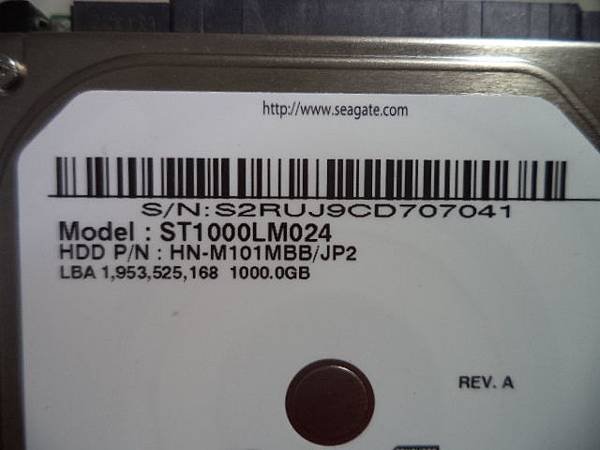 http://www.seagate.com
S/N:S2RUJ9CD707041
Model : ST1000LM024
HDD P/N : HN-M101MBB/JP2
LBA 1,953,525,168 1000.0GB
REV. A